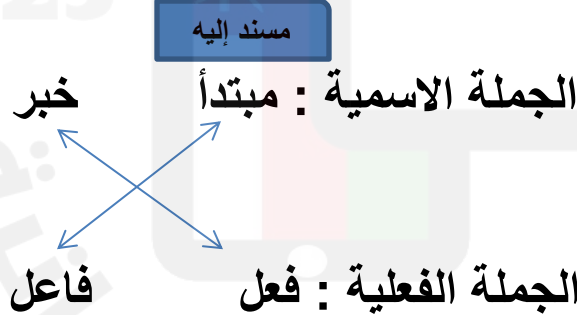 مسند إليه
الجملة الاسمية : مبتدأ خبر
الجملة الفعلية : فعل فاعل